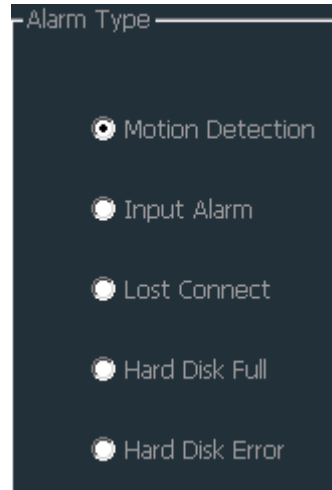 Alarm Type
Motion Detection
Input Alarm
Lost Connect
Hard Disk Full
Hard Disk Error